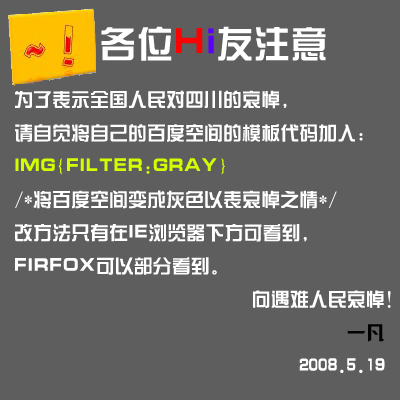 ~!
各位Hi友注意
为了表示全国人民对四川的哀悼，
请自觉将自己的百度空间的模板代码加入：
IMG{FILTER:GRAY}
/*将百度空间变成灰色以表哀悼之情*/
改方法只有在IE浏览器下方可看到，
FIRFOX可以部分看到。
向遇难人民哀悼！
一凡
2008.5.19